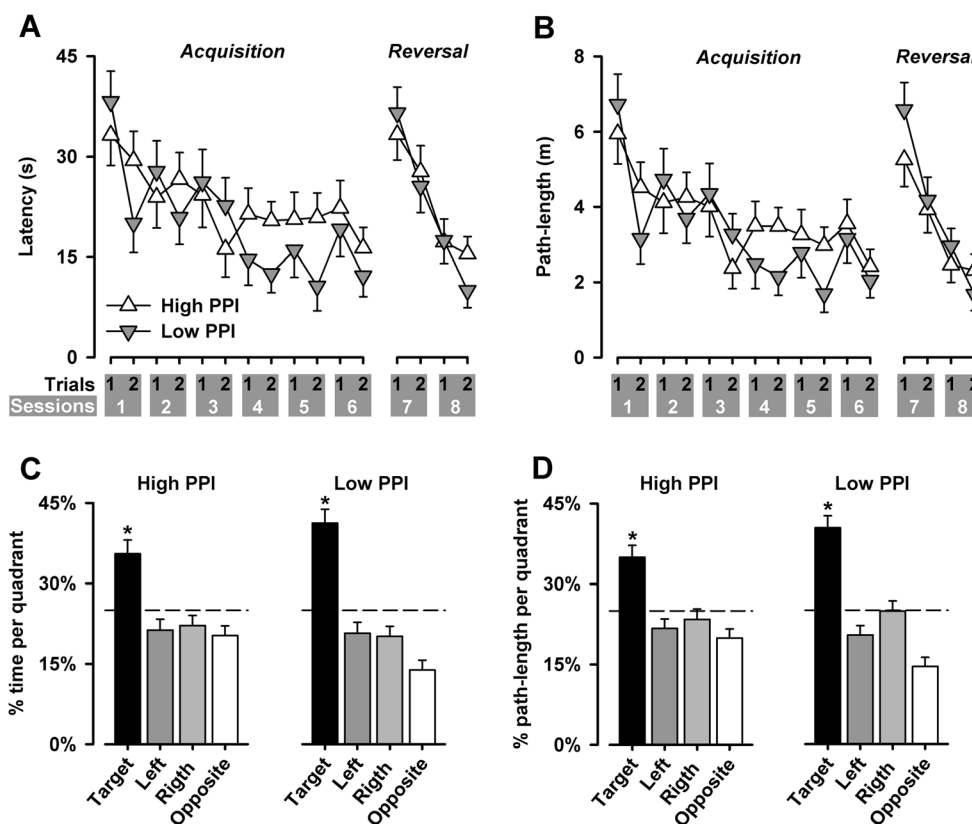 A
Acquisition
Reversal
45
30
15
0
Latency (s)
High PPI
Low PPI
Trials 1 2 1 2 1 2 1 2 1 2 1 2 1 2 1 2
Sessions 1 2 3 4 5 6 7 8
B
Acquisition
Reversal
8
6
4
2
0
Path-length (m)
1 2 1 2 1 2 1 2 1 2 1 2 1 2 1 2
1 2 3 4 5 6 7 8
C
High PPI
Low PPI
45%
30%
15%
0%
% time per quadrant
*
*
Target Left Rigth Opposite
Target Left Rigth Opposite
D
High PPI
Low PPI
45%
30%
15%
0%
% path-length per quadrant
*
*
Target Left Rigth Opposite
Target Left Rigth Opposite